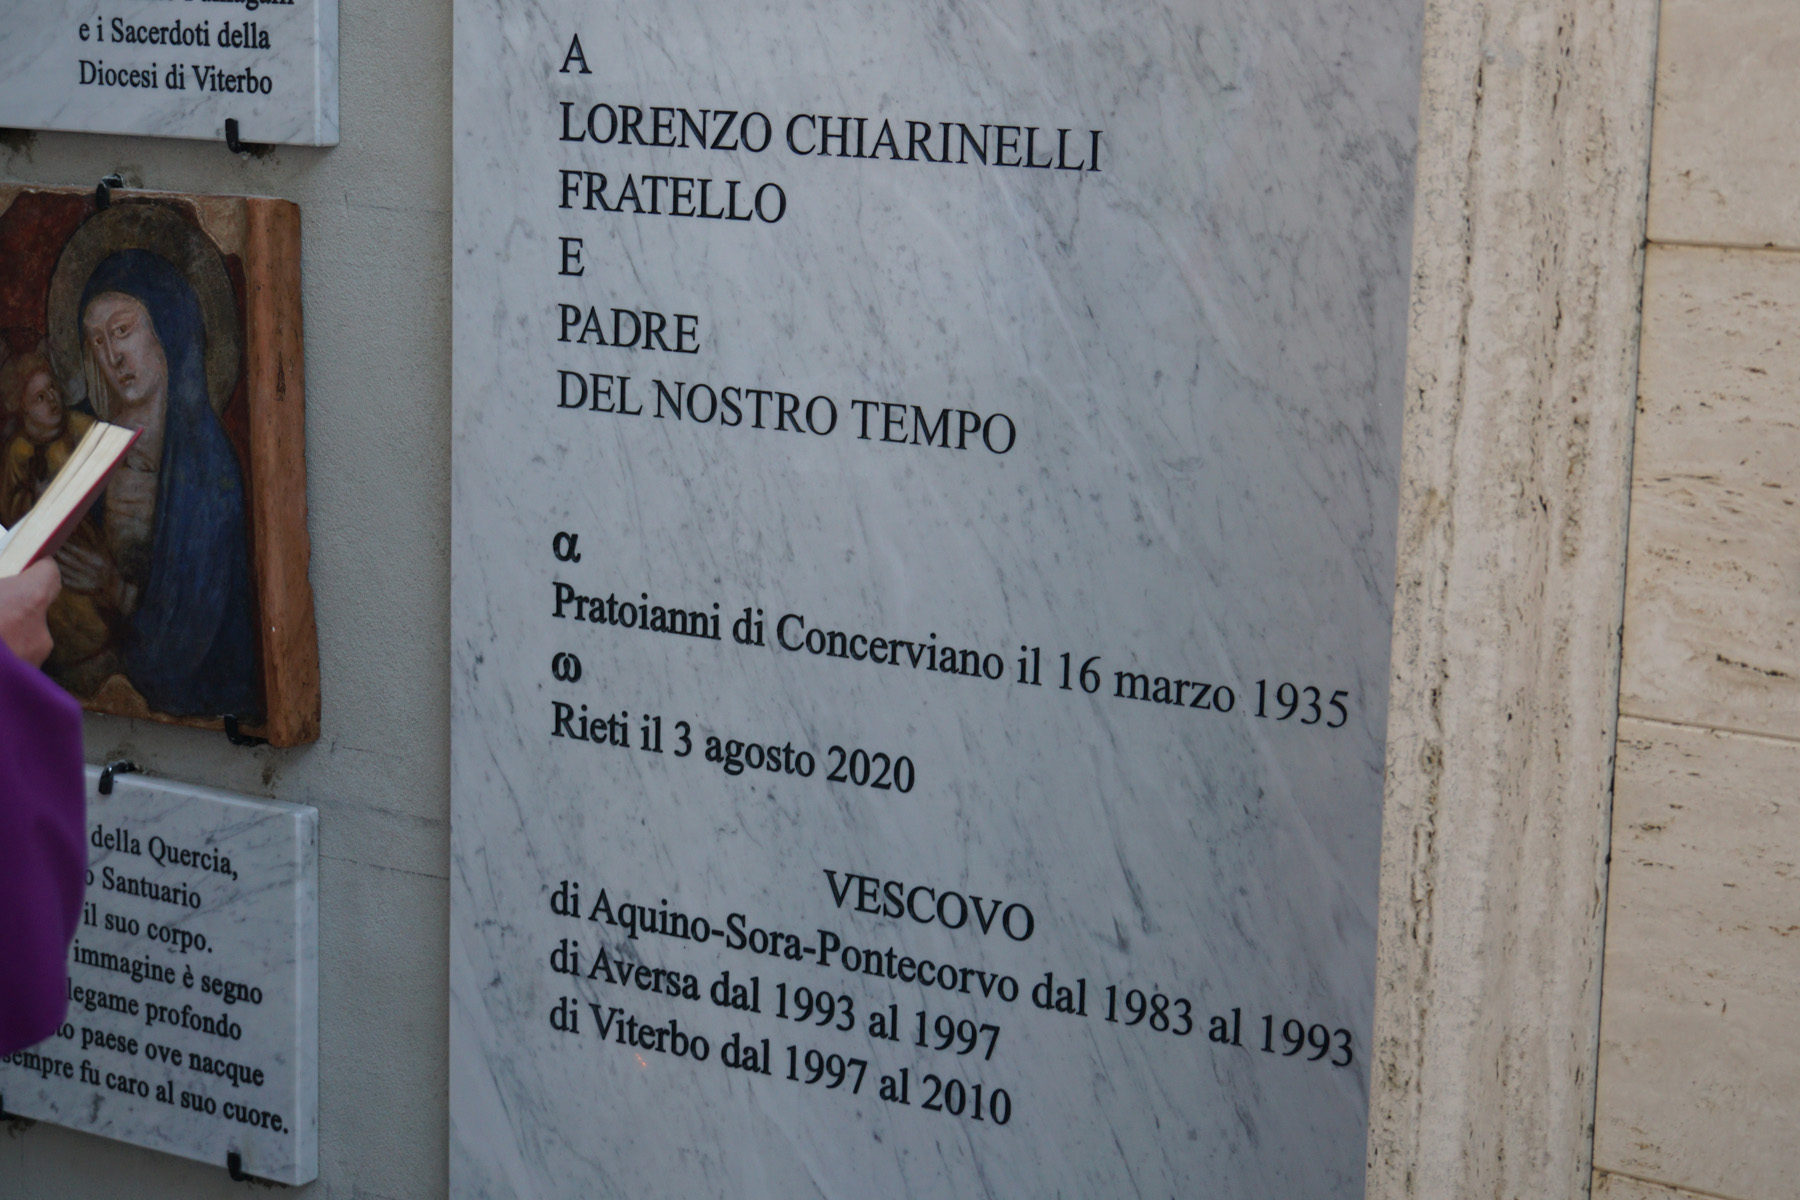 e i Sacerdoti della
Diocesi di Viterbo
A
LORENZO CHIARINELLI
FRATELLO
E
PADRE
DEL NOSTRO TEMPO
α
Pratoianni di Concerviano il 16 marzo 1935
ω
Rieti il 3 agosto 2020
VESCOVO
di Aquino-Sora-Pontecorvo dal 1983 al 1993
di Aversa dal 1993 al 1997
di Viterbo dal 1997 al 2010
della Quercia,
Santuario
il suo corpo.
immagine è segno
legame profondo
paese ove nacque
sempre fu caro al suo cuore.